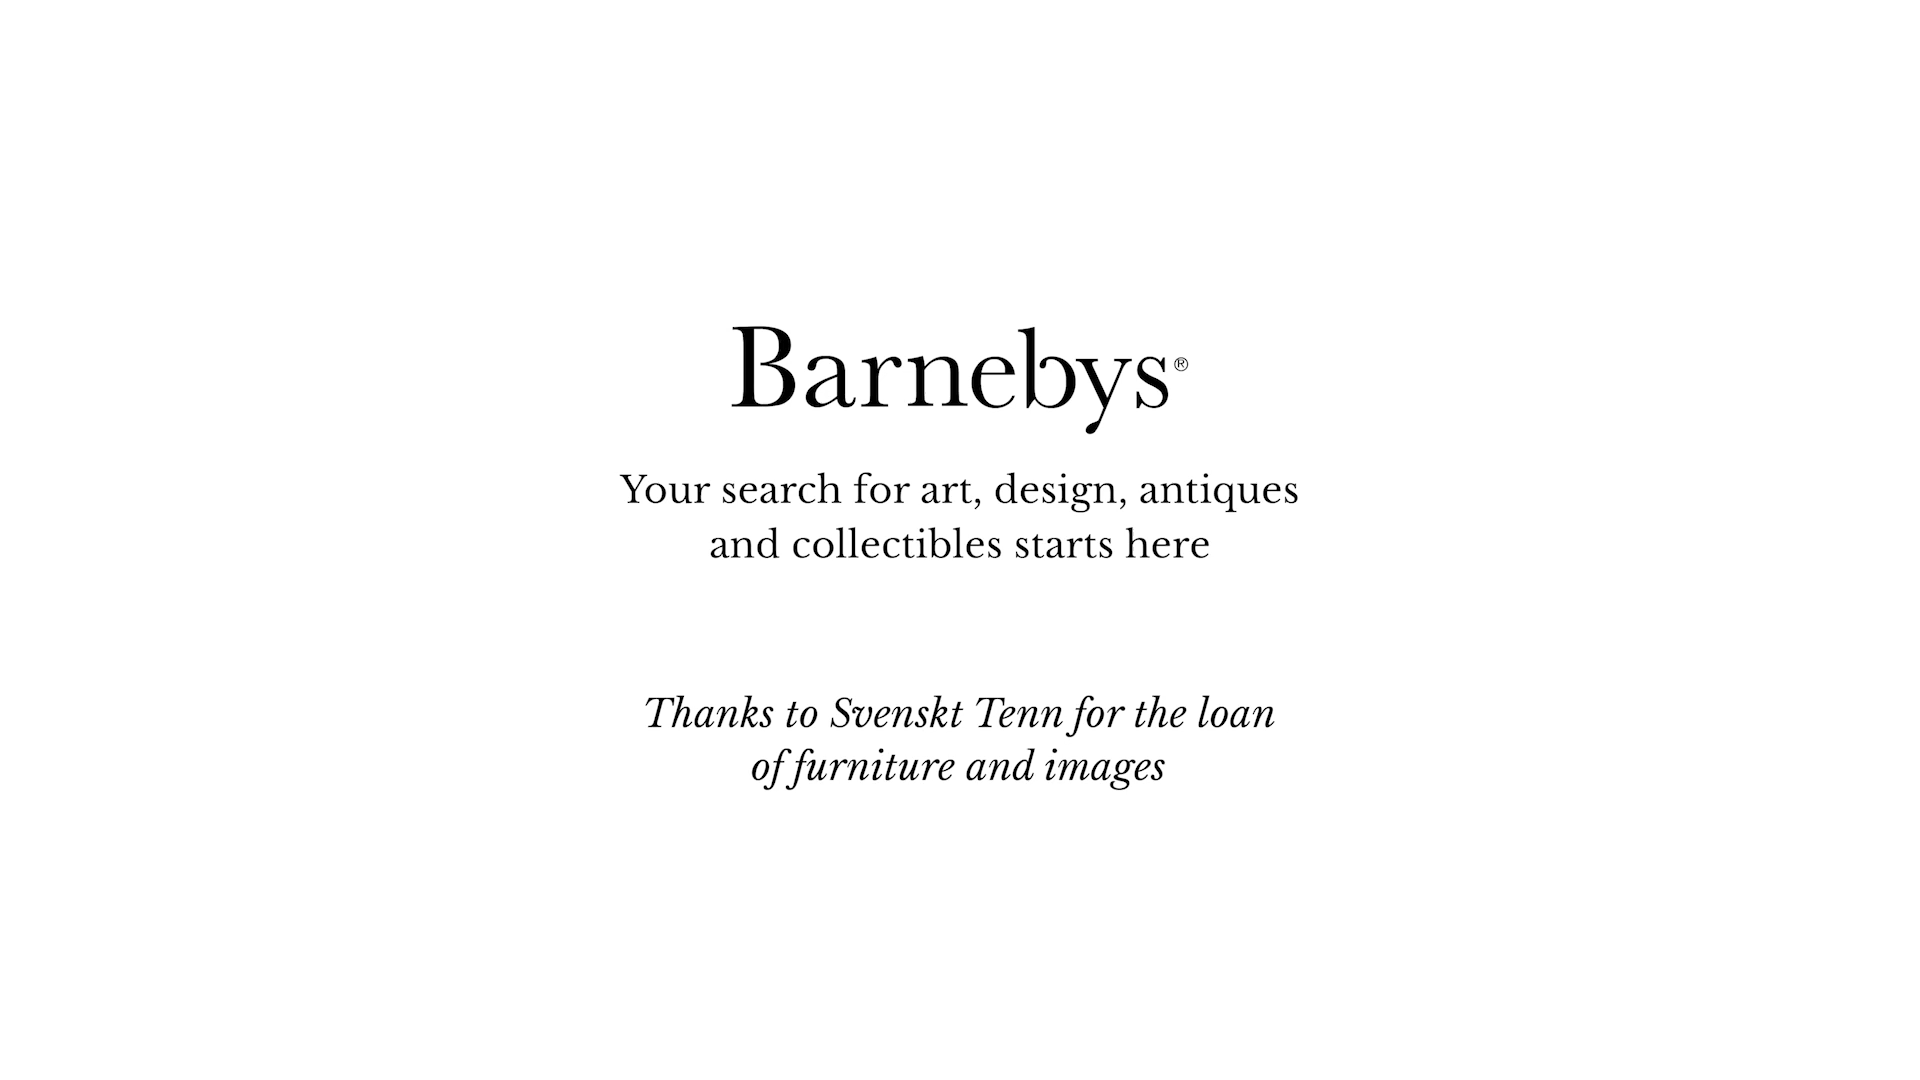 Barnebys®
Your search for art, design, antiques
and collectibles starts here
Thanks to Svenskt Tenn for the loan
of furniture and images